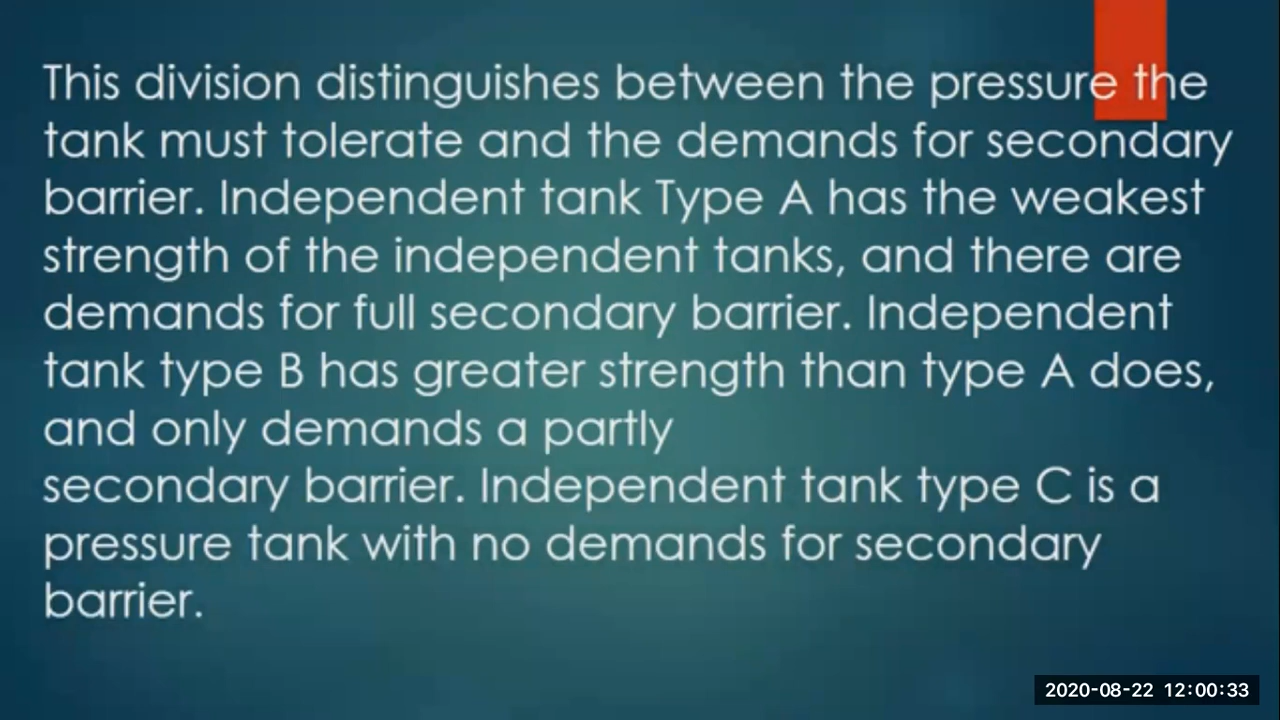 This division distinguishes between the pressure the
tank must tolerate and the demands for secondary
barrier. Independent tank Type A has the weakest
strength of the independent tanks, and there are
demands for full secondary barrier. Independent
tank type B has greater strength than type A does,
and only demands a partly
secondary barrier. Independent tank type C is a
pressure tank with no demands for secondary
barrier.
2020-08-22 12:00:33